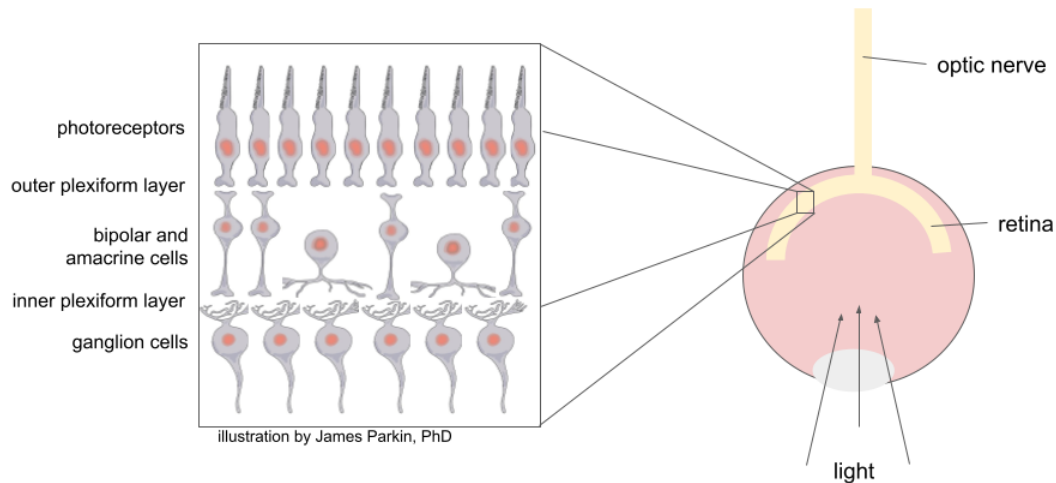 photoreceptors
outer plexiform layer
bipolar and
amacrine cells
inner plexiform layer
ganglion cells
illustration by James Parkin, PhD
optic nerve
retina
light